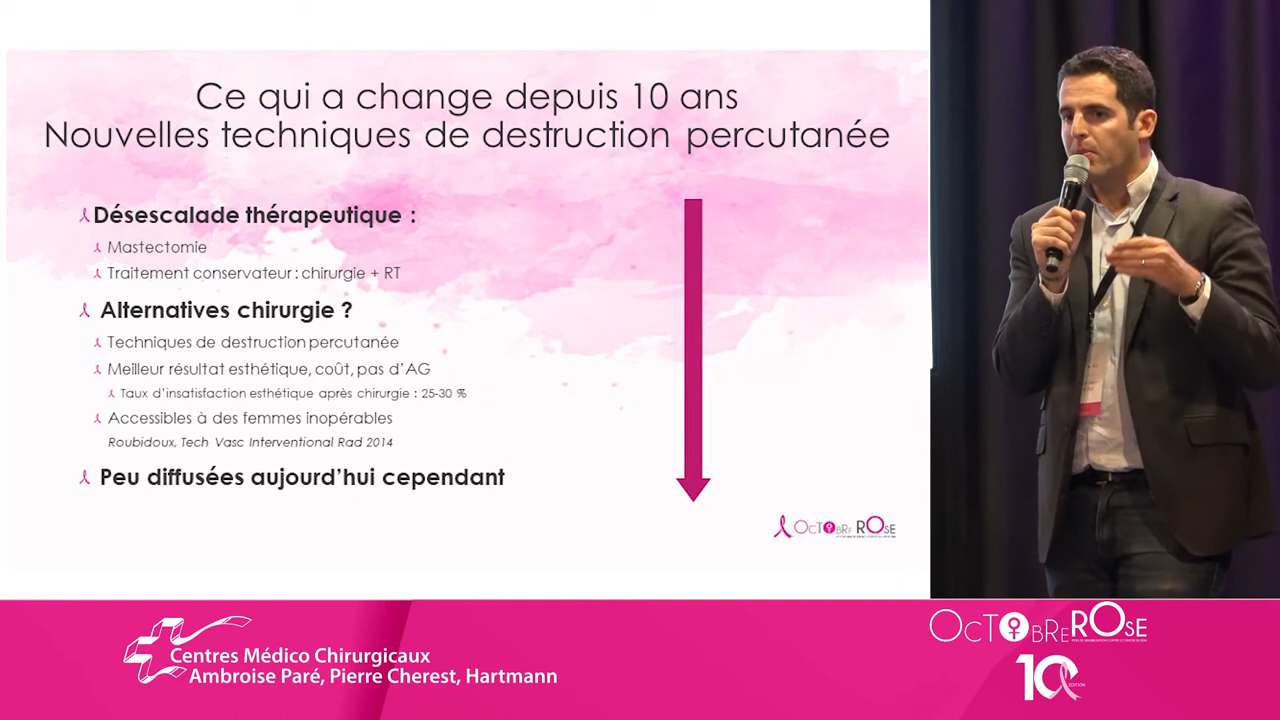 Ce qui a change depuis 10 ans
Nouvelles techniques de destruction percutanée
Désescalade thérapeutique :
Mastectomie
Traitement conservateur : chirurgie + RT
Alternatives chirurgie ?
Techniques de destruction percutanée
Meilleur résultat esthétique, coût, pas d'AG
Taux d'insatisfaction esthétique après chirurgie : 25-30 %
Accessibles à des femmes inopérables
Roubidoux, Tech Vasc Interventional Rad 2014
Peu diffusées aujourd'hui cependant
OCTOBRE ROSE
Centres Médico Chirurgicaux
Ambroise Paré, Pierre Cherest, Hartmann
OCTOBRE ROSE
10
EDITION